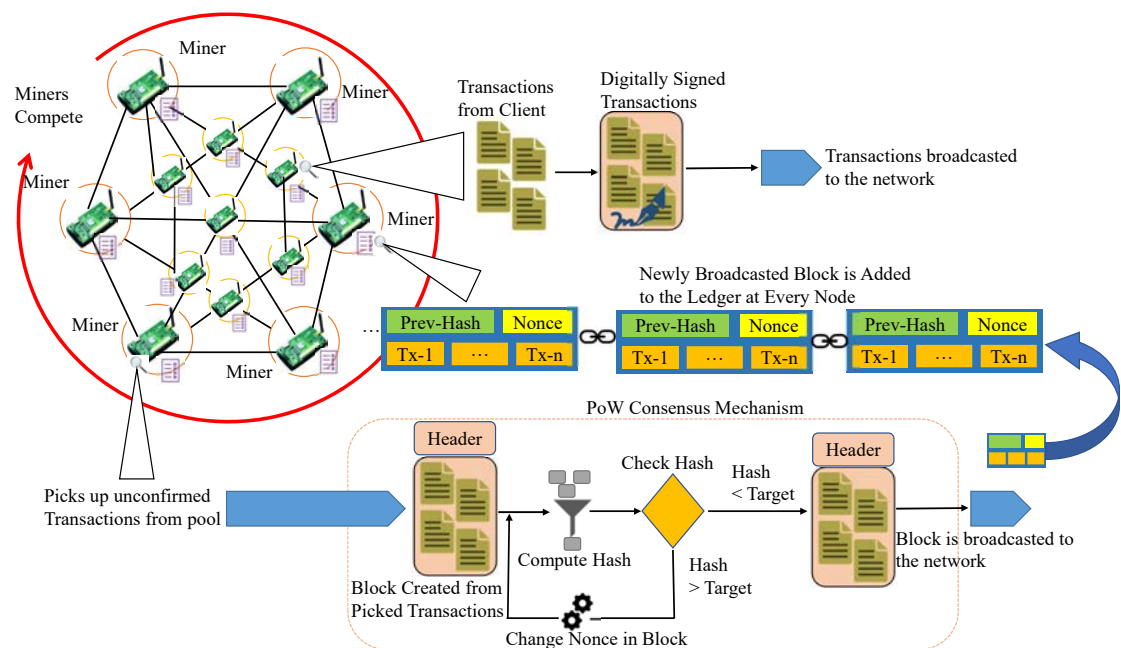 Miner
Miners
Compete
Miner
Miner
Miner
Miner
Miner
Transactions
from Client
Digitally Signed
Transactions
Transactions broadcasted
to the network
Newly Broadcasted Block is Added
to the Ledger at Every Node
...
Prev-Hash
Nonce
Tx-1
...
Tx-n
Prev-Hash
Nonce
Tx-1
...
Tx-n
Prev-Hash
Nonce
Tx-1
...
Tx-n
PoW Consensus Mechanism
Picks up unconfirmed
Transactions from pool
Header
Block Created from
Picked Transactions
Compute Hash
Check Hash
Hash
< Target
Hash
> Target
Change Nonce in Block
Header
Block is broadcasted to
the network